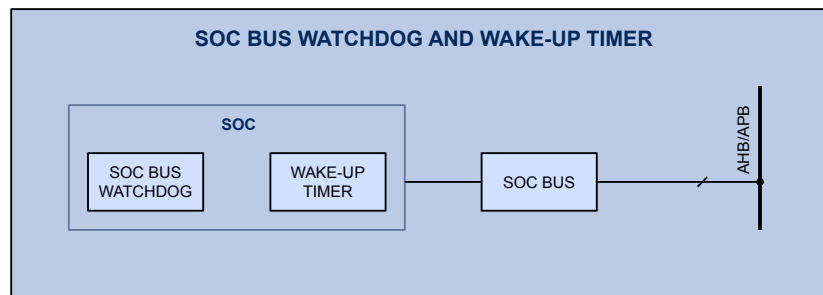 SOC BUS WATCHDOG AND WAKE-UP TIMER
SOC
SOC BUS
WATCHDOG
WAKE-UP
TIMER
SOC BUS
AHB/APB